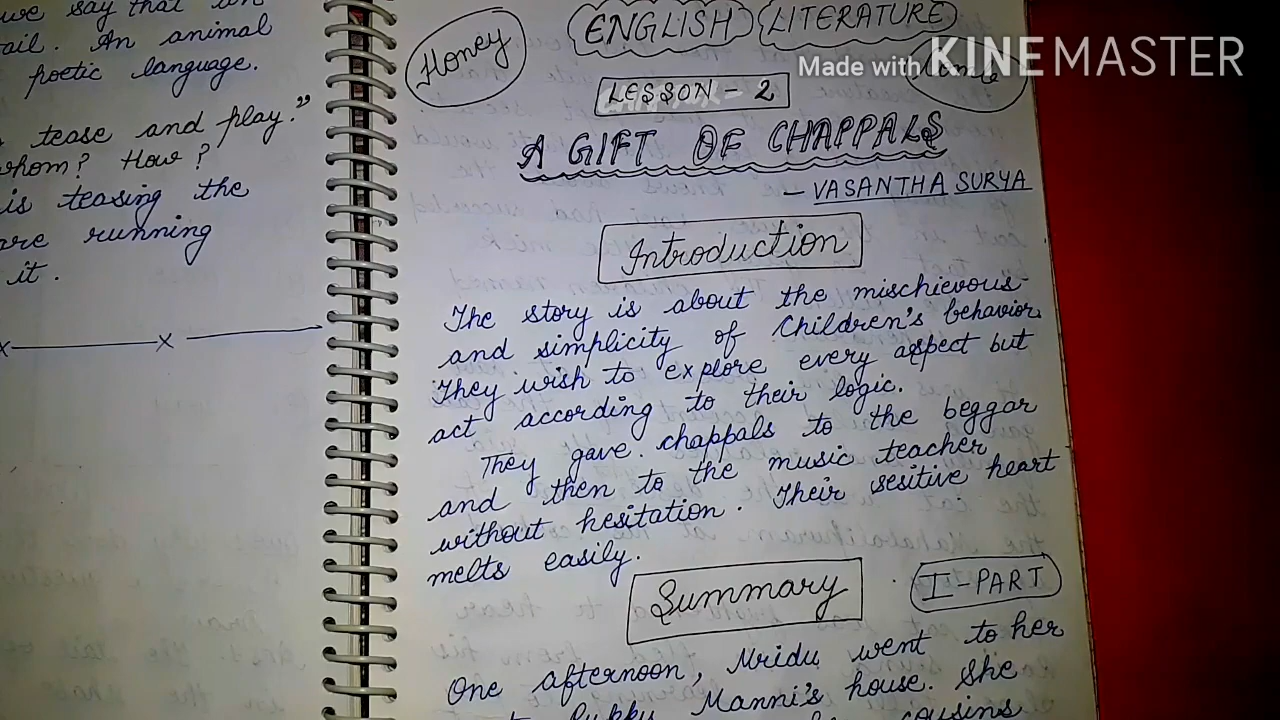 we say that an
tail. An animal
poetic language.
tease and play."
whom? How?
is teasing the
are running
it.
Honey
ENGLISH LITERATURE
Made with KINEMASTER
LESSON - 2
A GIFT OF CHAPPALS
- VASANTHA SURYA
Introduction
The story is about the mischievous-
and simplicity of Children's behavior.
They wish to explore every aspect but
act according to their logic.
They gave chappals to the beggar
and then to the music teacher
without hesitation. Their sesitive heart
melts easily.
Summary
I-PART
One afternoon, Mridu went to her
Manni's house. She
cousins